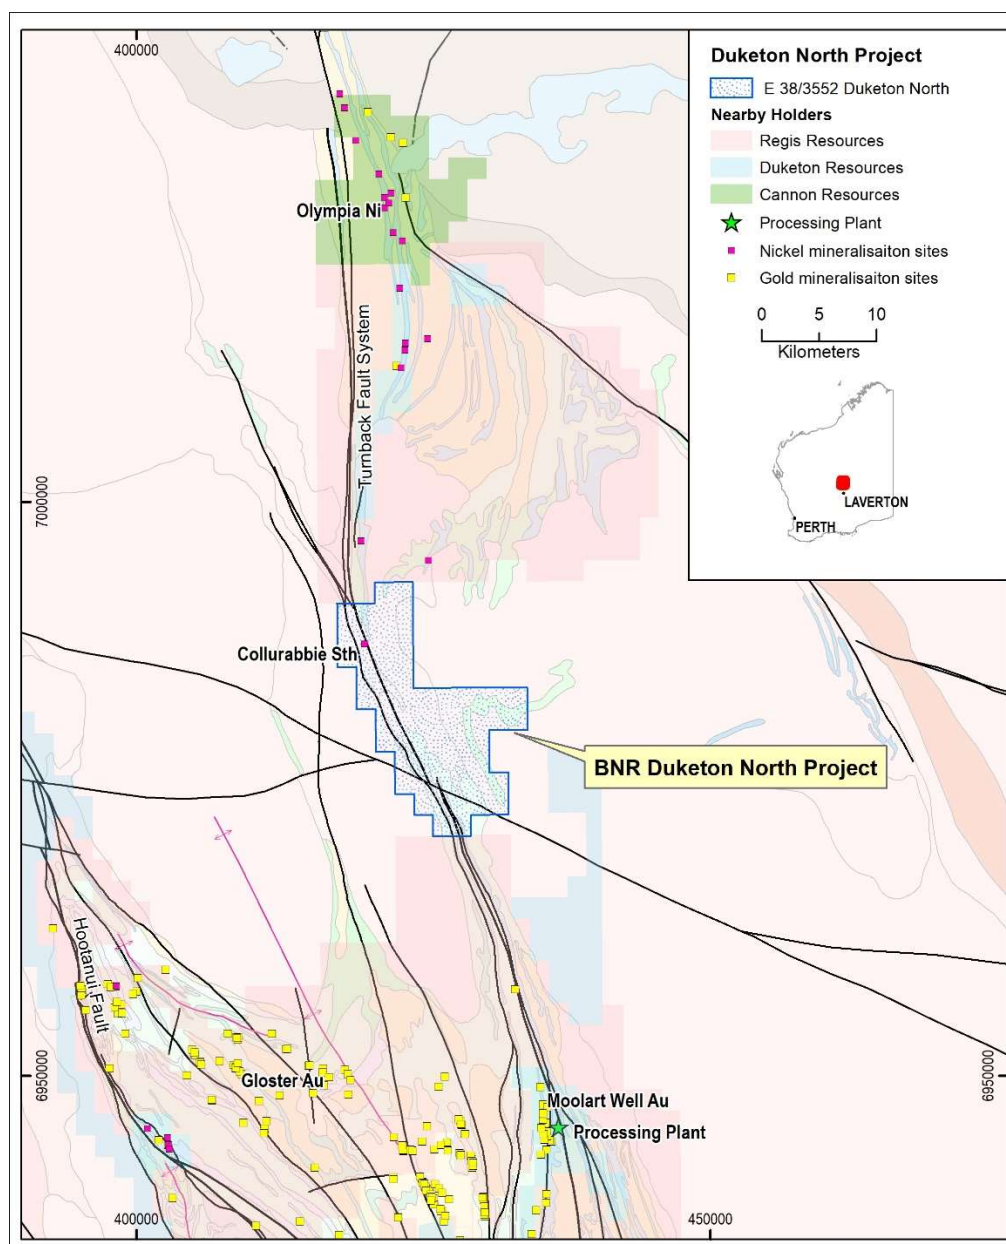 400000
Duketon North Project
E 38/3552 Duketon North
Nearby Holders
Regis Resources
Duketon Resources
Cannon Resources
Processing Plant
Nickel mineralisaiton sites
Gold mineralisaiton sites
0 5 10
Kilometers
LAVERTON
PERTH
Olympia Ni
Turnback Fault System
7000000
Collurabbie Sth
BNR Duketon North Project
Hootanui Fault
6950000
6950000
Gloster Au
Moolart Well Au
Processing Plant
400000
450000